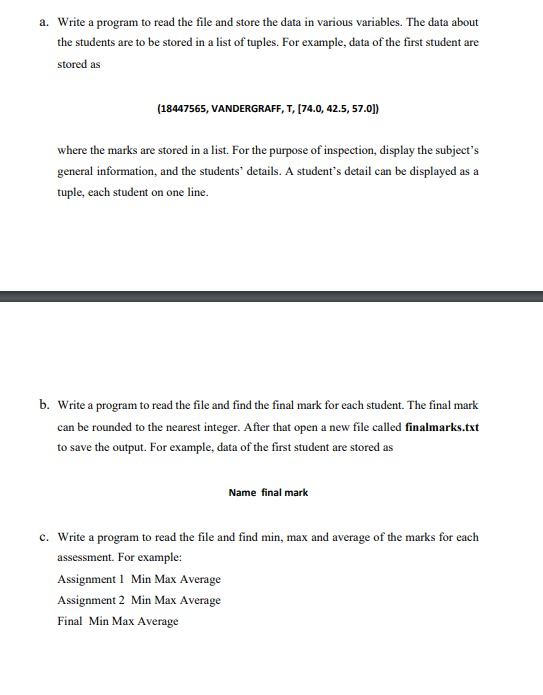 a. Write a program to read the file and store the data in various variables. The data about
the students are to be stored in a list of tuples. For example, data of the first student are
stored as
(18447565, VANDERGRAFF, T, [74.0, 42.5, 57.0])
where the marks are stored in a list. For the purpose of inspection, display the subject's
general information, and the students' details. A student's detail can be displayed as a
tuple, each student on one line.
b. Write a program to read the file and find the final mark for each student. The final mark
can be rounded to the nearest integer. After that open a new file called finalmarks.txt
to save the output. For example, data of the first student are stored as
Name final mark
c. Write a program to read the file and find min, max and average of the marks for each
assessment. For example:
Assignment 1 Min Max Average
Assignment 2 Min Max Average
Final Min Max Average